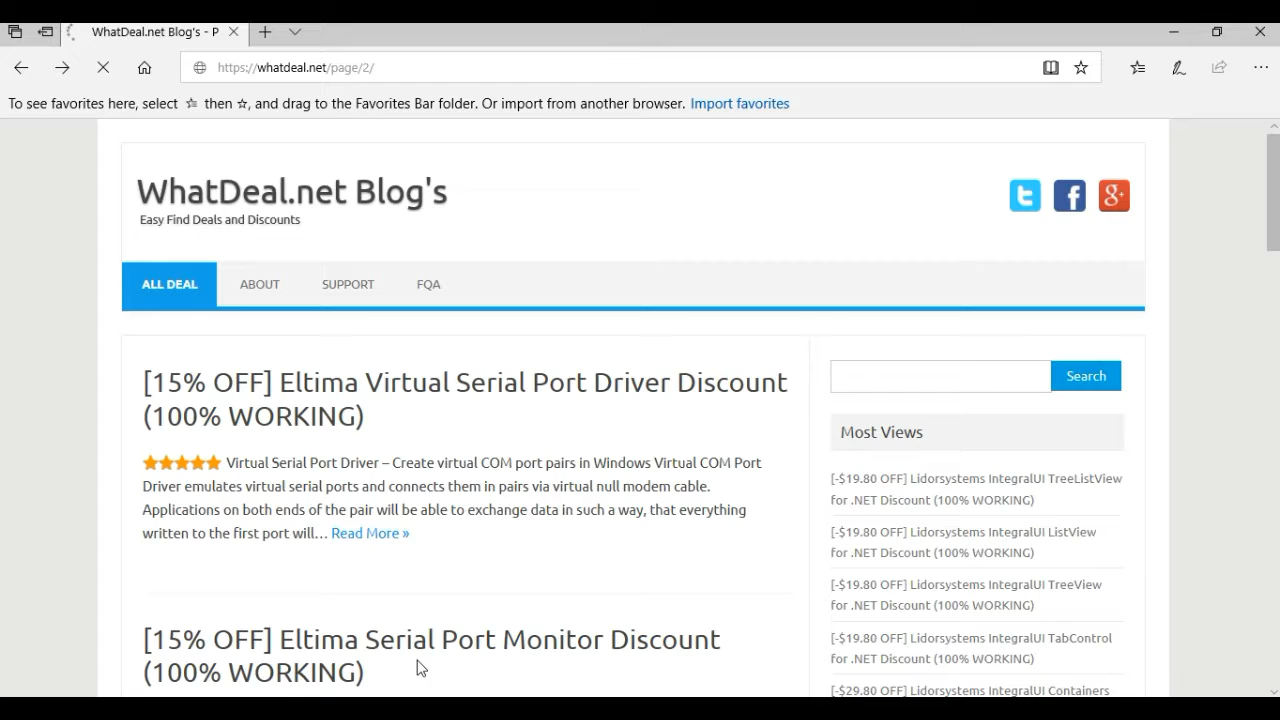 WhatDeal.net Blog's - P
https://whatdeal.net/page/2/
To see favorites here, select ☆ then ☆, and drag to the Favorites Bar folder. Or import from another browser. Import favorites
WhatDeal.net Blog's
Easy Find Deals and Discounts
ALL DEAL ABOUT SUPPORT FQA
[15% OFF] Eltima Virtual Serial Port Driver Discount
(100% WORKING)
Virtual Serial Port Driver – Create virtual COM port pairs in Windows Virtual COM Port
Driver emulates virtual serial ports and connects them in pairs via virtual null modem cable.
Applications on both ends of the pair will be able to exchange data in such a way, that everything
written to the first port will… Read More »
[15% OFF] Eltima Serial Port Monitor Discount
(100% WORKING)
Search
Most Views
[-$19.80 OFF] Lidorsystems IntegralUI TreeListView
for .NET Discount (100% WORKING)
[-$19.80 OFF] Lidorsystems IntegralUI ListView
for .NET Discount (100% WORKING)
[-$19.80 OFF] Lidorsystems IntegralUI TreeView
for .NET Discount (100% WORKING)
[-$19.80 OFF] Lidorsystems IntegralUI TabControl
for .NET Discount (100% WORKING)
[-$29.80 OFF] Lidorsystems IntegralUI Containers